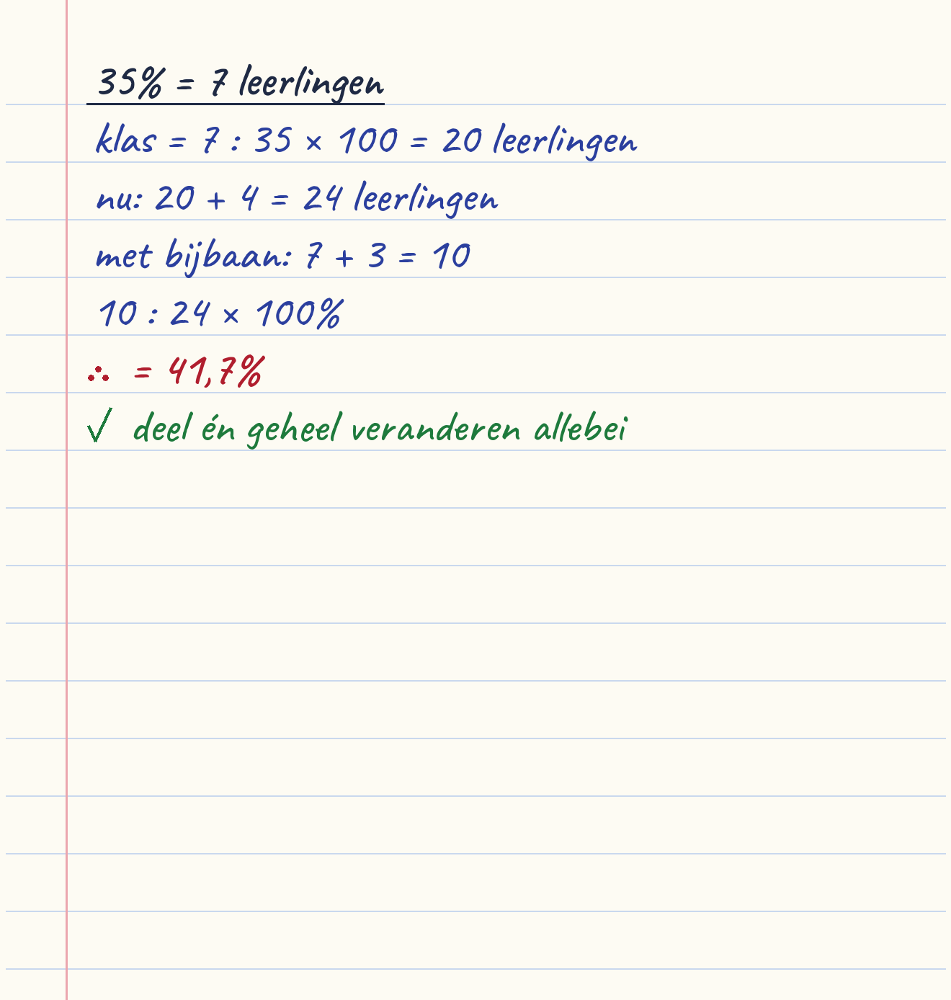 35% = 7 leerlingen
klas = 7 : 35 × 100 = 20 leerlingen
nu: 20 + 4 = 24 leerlingen
met bijbaan: 7 + 3 = 10
10 : 24 × 100%
∴ = 41,7%
✓ deel én geheel veranderen allebei